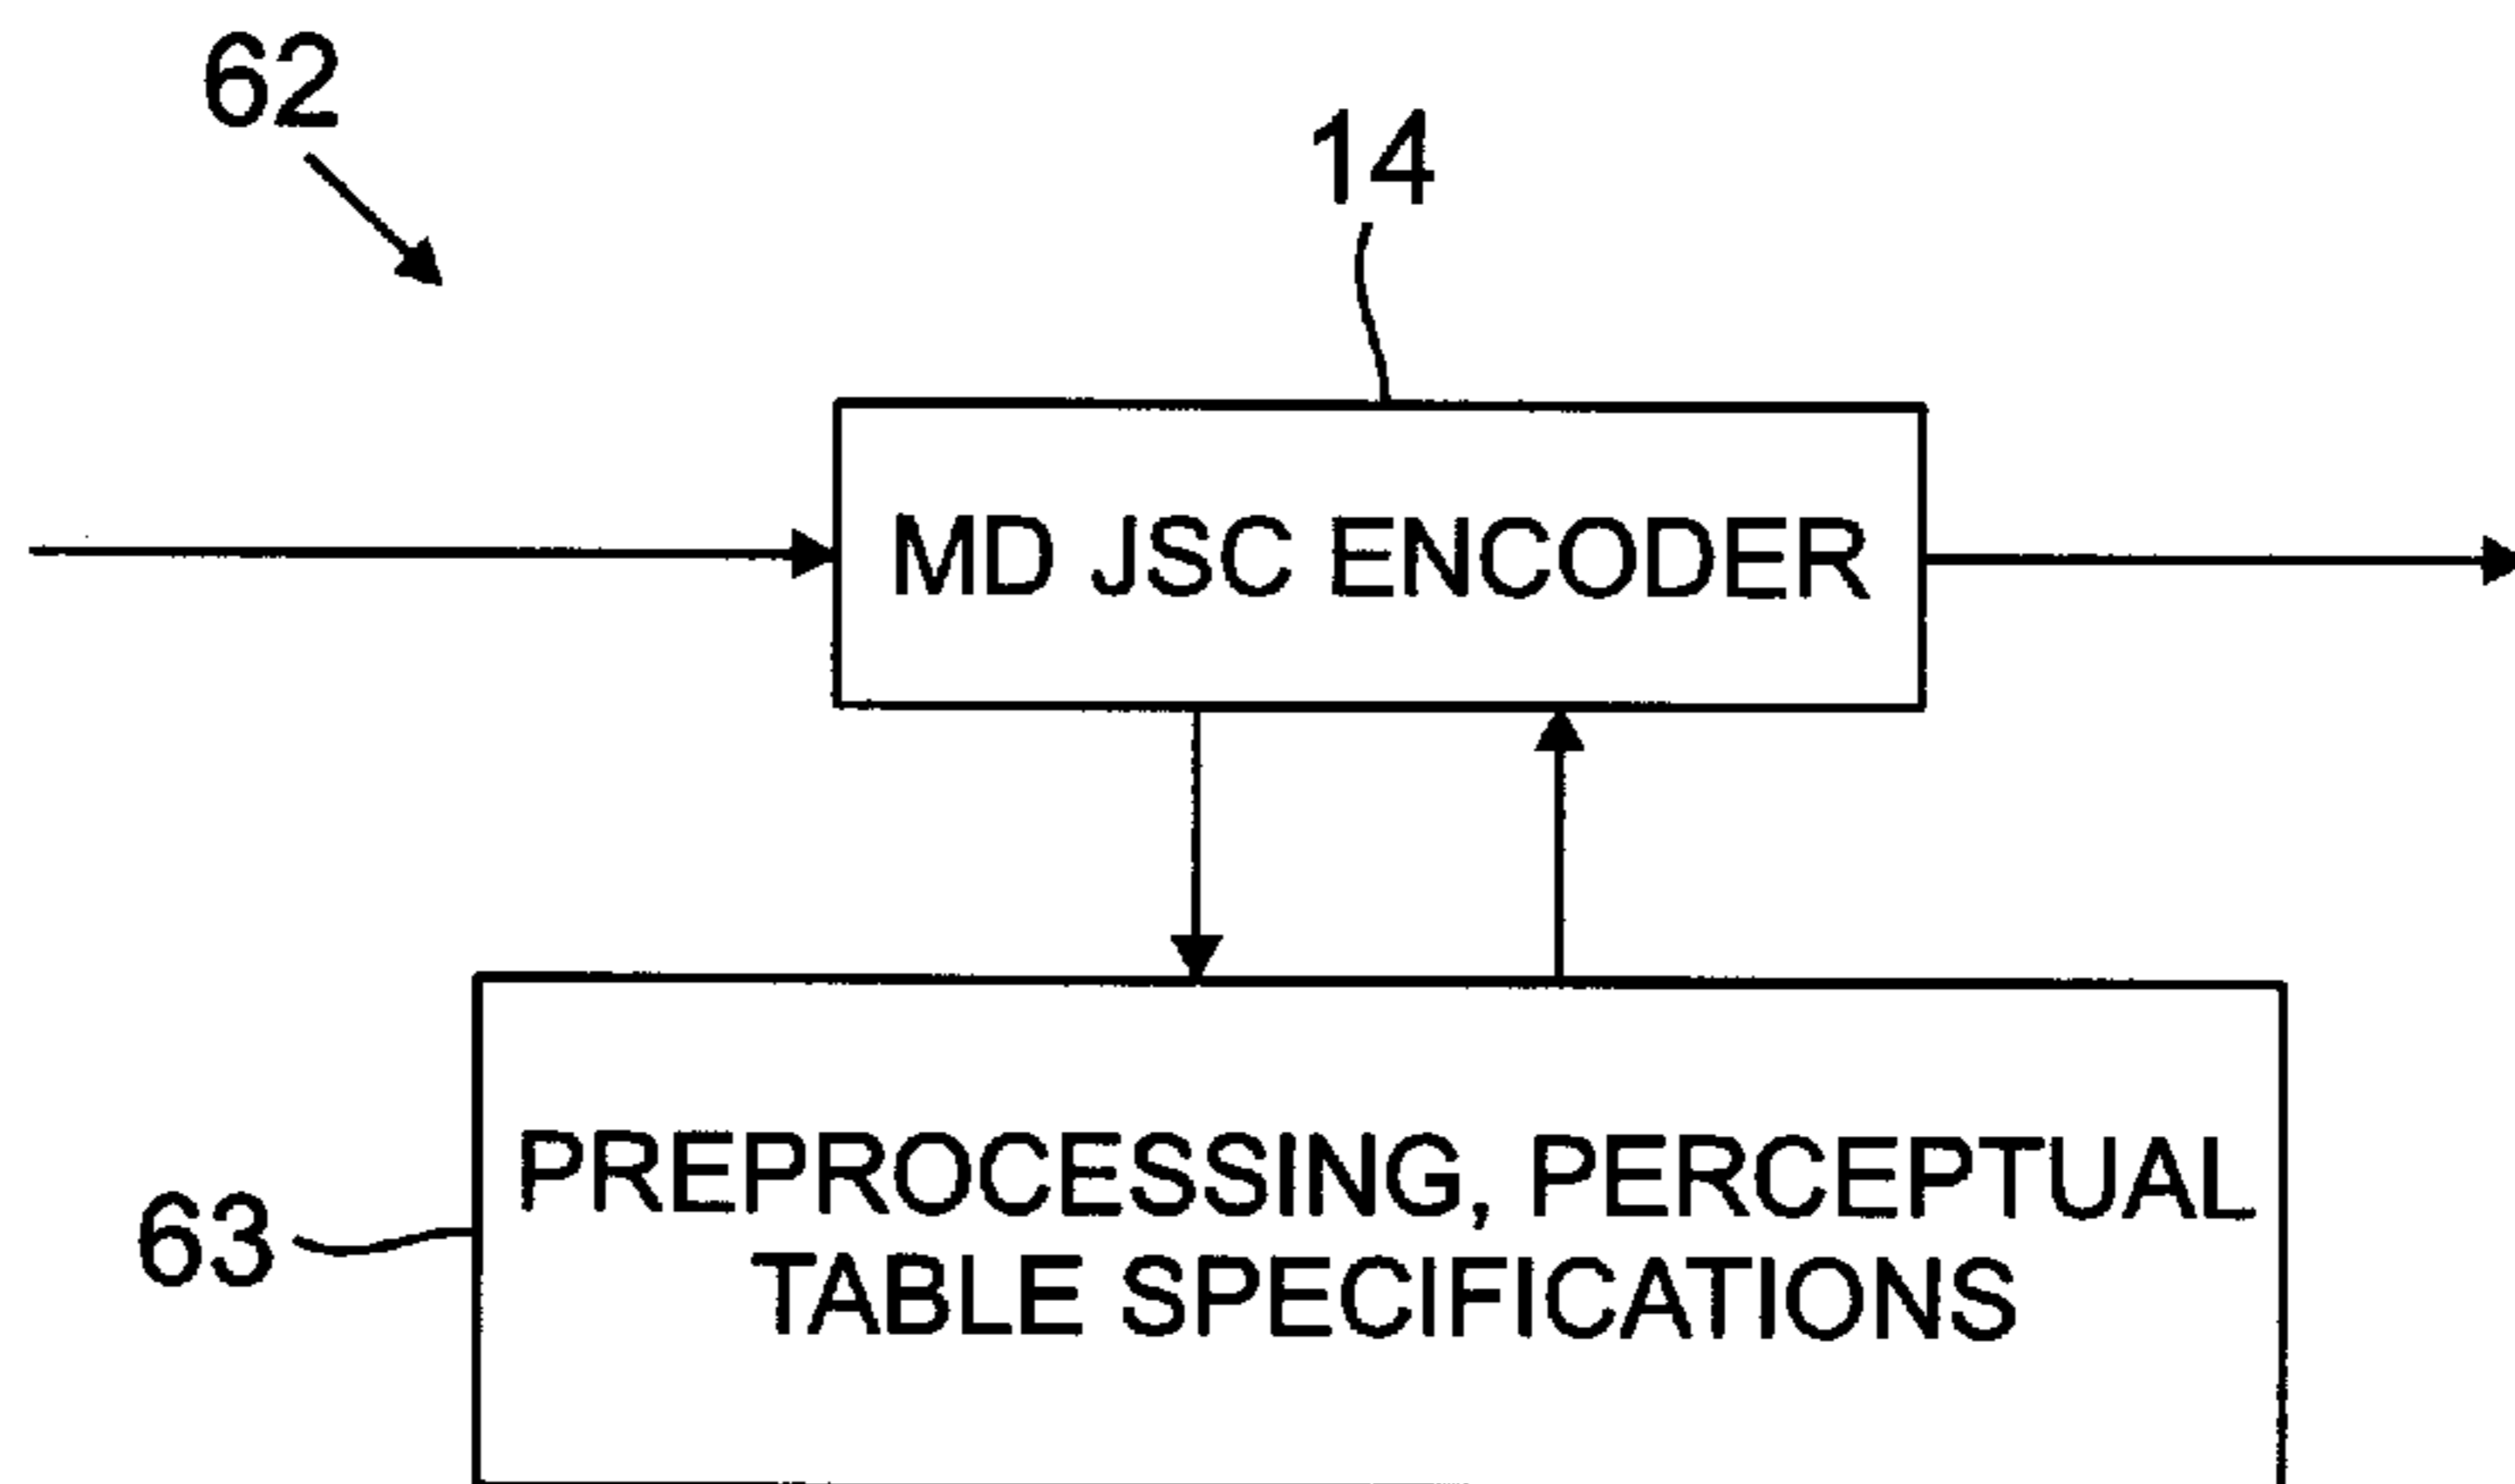 62
14
MD JSC ENCODER
PREPROCESSING, PERCEPTUAL
63
TABLE SPECIFICATIONS